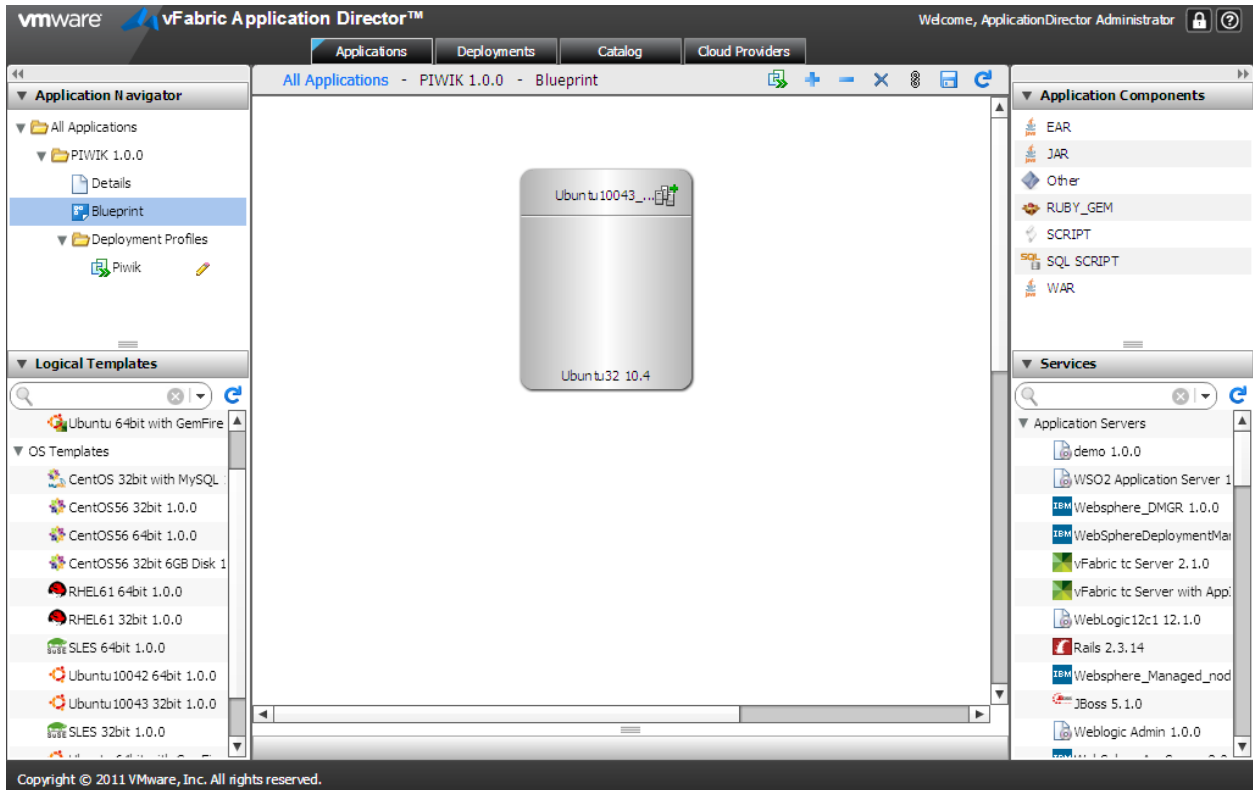 vmware vFabric Application Director™
Welcome, ApplicationDirector Administrator
Applications Deployments Catalog Cloud Providers
All Applications - PIWIK 1.0.0 - Blueprint
Application Navigator
All Applications
PIWIK 1.0.0
Details
Blueprint
Deployment Profiles
Piwik
Logical Templates
Ubuntu 64bit with GemFire
OS Templates
CentOS 32bit with MySQL
CentOS56 32bit 1.0.0
CentOS56 64bit 1.0.0
CentOS56 32bit 6GB Disk 1
RHEL61 64bit 1.0.0
RHEL61 32bit 1.0.0
SLES 64bit 1.0.0
Ubuntu10042 64bit 1.0.0
Ubuntu10043 32bit 1.0.0
SLES 32bit 1.0.0
Ubuntu10043_...
Ubuntu32 10.4
Application Components
EAR
JAR
Other
RUBY_GEM
SCRIPT
SQL SCRIPT
WAR
Services
Application Servers
demo 1.0.0
WSO2 Application Server 1
Websphere_DMGR 1.0.0
WebSphereDeploymentMa
vFabric tc Server 2.1.0
vFabric tc Server with App
WebLogic12c1 12.1.0
Rails 2.3.14
Websphere_Managed_nod
JBoss 5.1.0
Weblogic Admin 1.0.0
Copyright © 2011 VMware, Inc. All rights reserved.